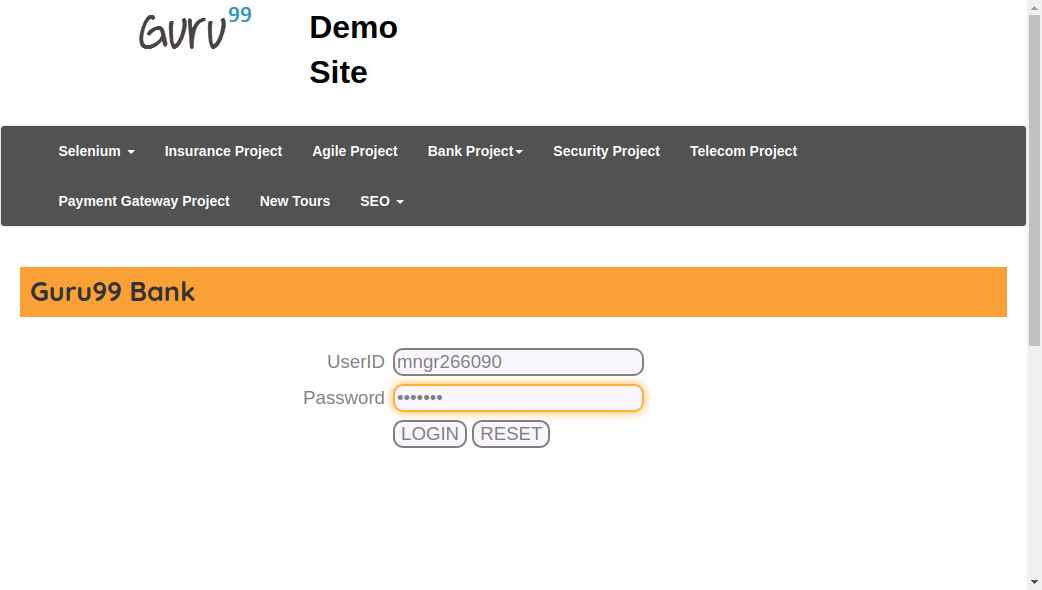 Guru99
Demo
Site
Selenium Insurance Project Agile Project Bank Project Security Project Telecom Project
Payment Gateway Project New Tours SEO
Guru99 Bank
UserID mngr266090
Password •••••••
LOGIN RESET